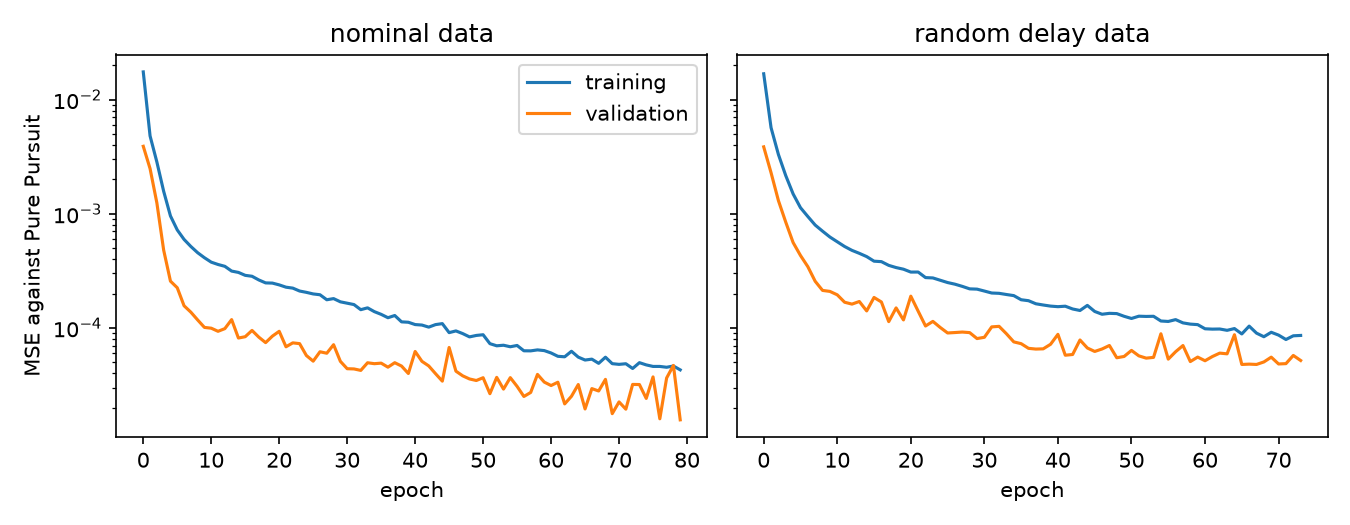 nominal data
random delay data
training
validation
MSE against Pure Pursuit
10⁻²
10⁻³
10⁻⁴
0 10 20 30 40 50 60 70 80
0 10 20 30 40 50 60 70
epoch
epoch